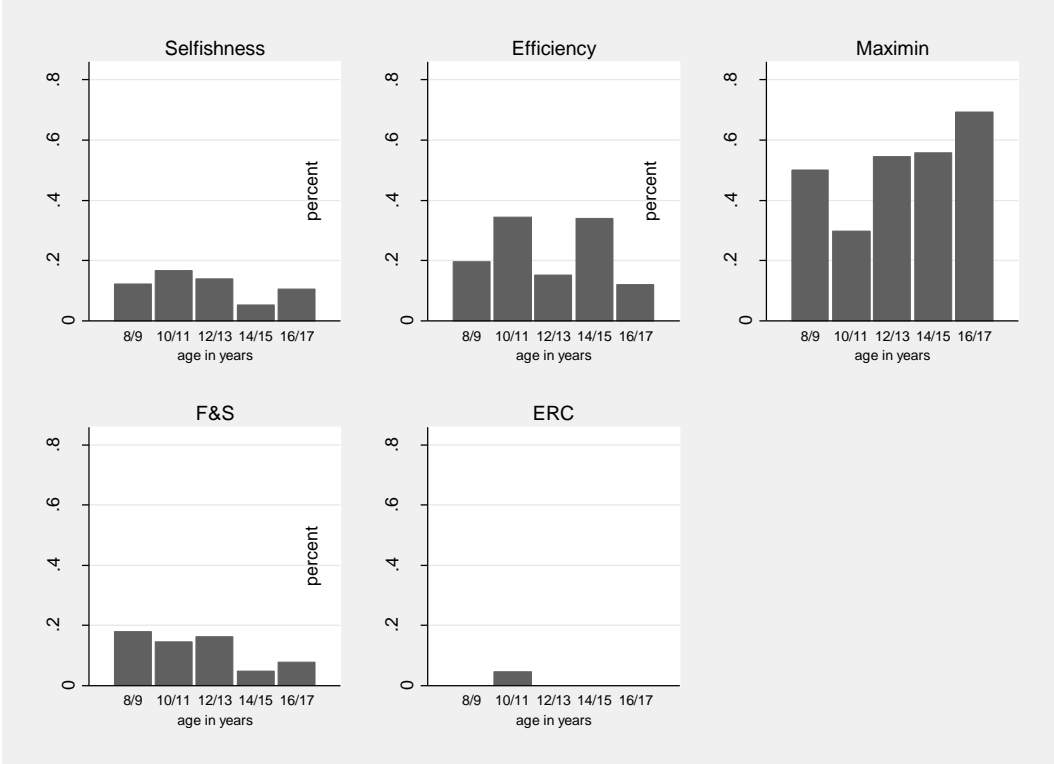 Selfishness
.8
.6
.4
.2
0
percent
8/9 10/11 12/13 14/15 16/17
age in years
Efficiency
.8
.6
.4
.2
0
percent
8/9 10/11 12/13 14/15 16/17
age in years
Maximin
.8
.6
.4
.2
0
8/9 10/11 12/13 14/15 16/17
age in years
F&S
.8
.6
.4
.2
0
percent
8/9 10/11 12/13 14/15 16/17
age in years
ERC
.8
.6
.4
.2
0
8/9 10/11 12/13 14/15 16/17
age in years